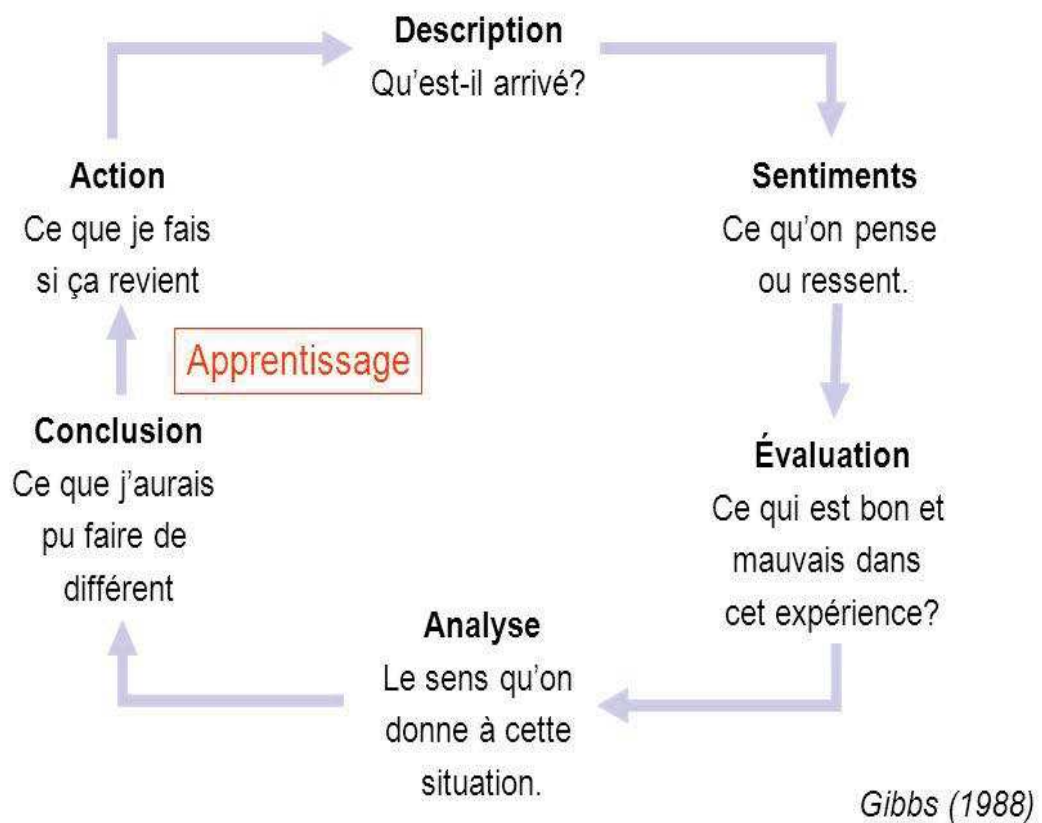 Description
Qu'est-il arrivé?
Sentiments
Ce qu'on pense
ou ressent.
Évaluation
Ce qui est bon et
mauvais dans
cet expérience?
Analyse
Le sens qu'on
donne à cette
situation.
Conclusion
Ce que j'aurais
pu faire de
différent
Apprentissage
Action
Ce que je fais
si ça revient
Gibbs (1988)